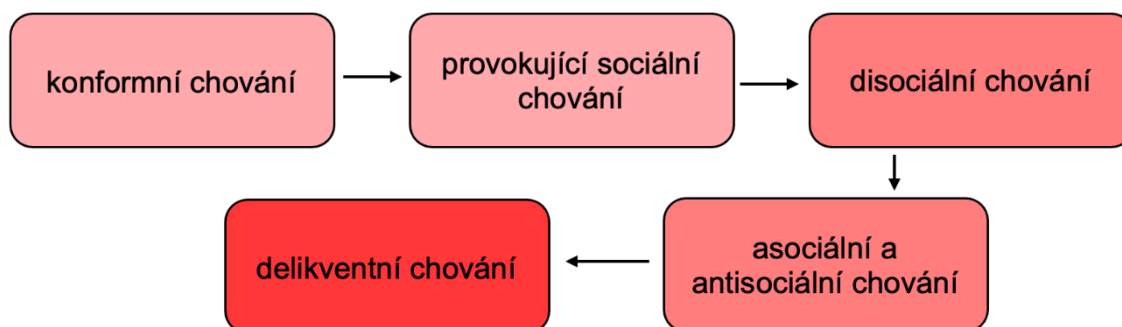 konformní chování
provokující sociální
chování
disociální chování
asociální a
antisociální chování
delikventní chování